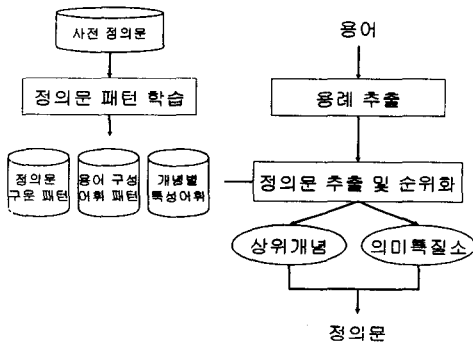 사전 정의문
정의문 패턴 학습
정의문
구문 패턴
용어 구성
어휘 패턴
개념별
특성어휘
용어
용례 추출
정의문 추출 및 순위화
상위개념
의미특질소
정의문